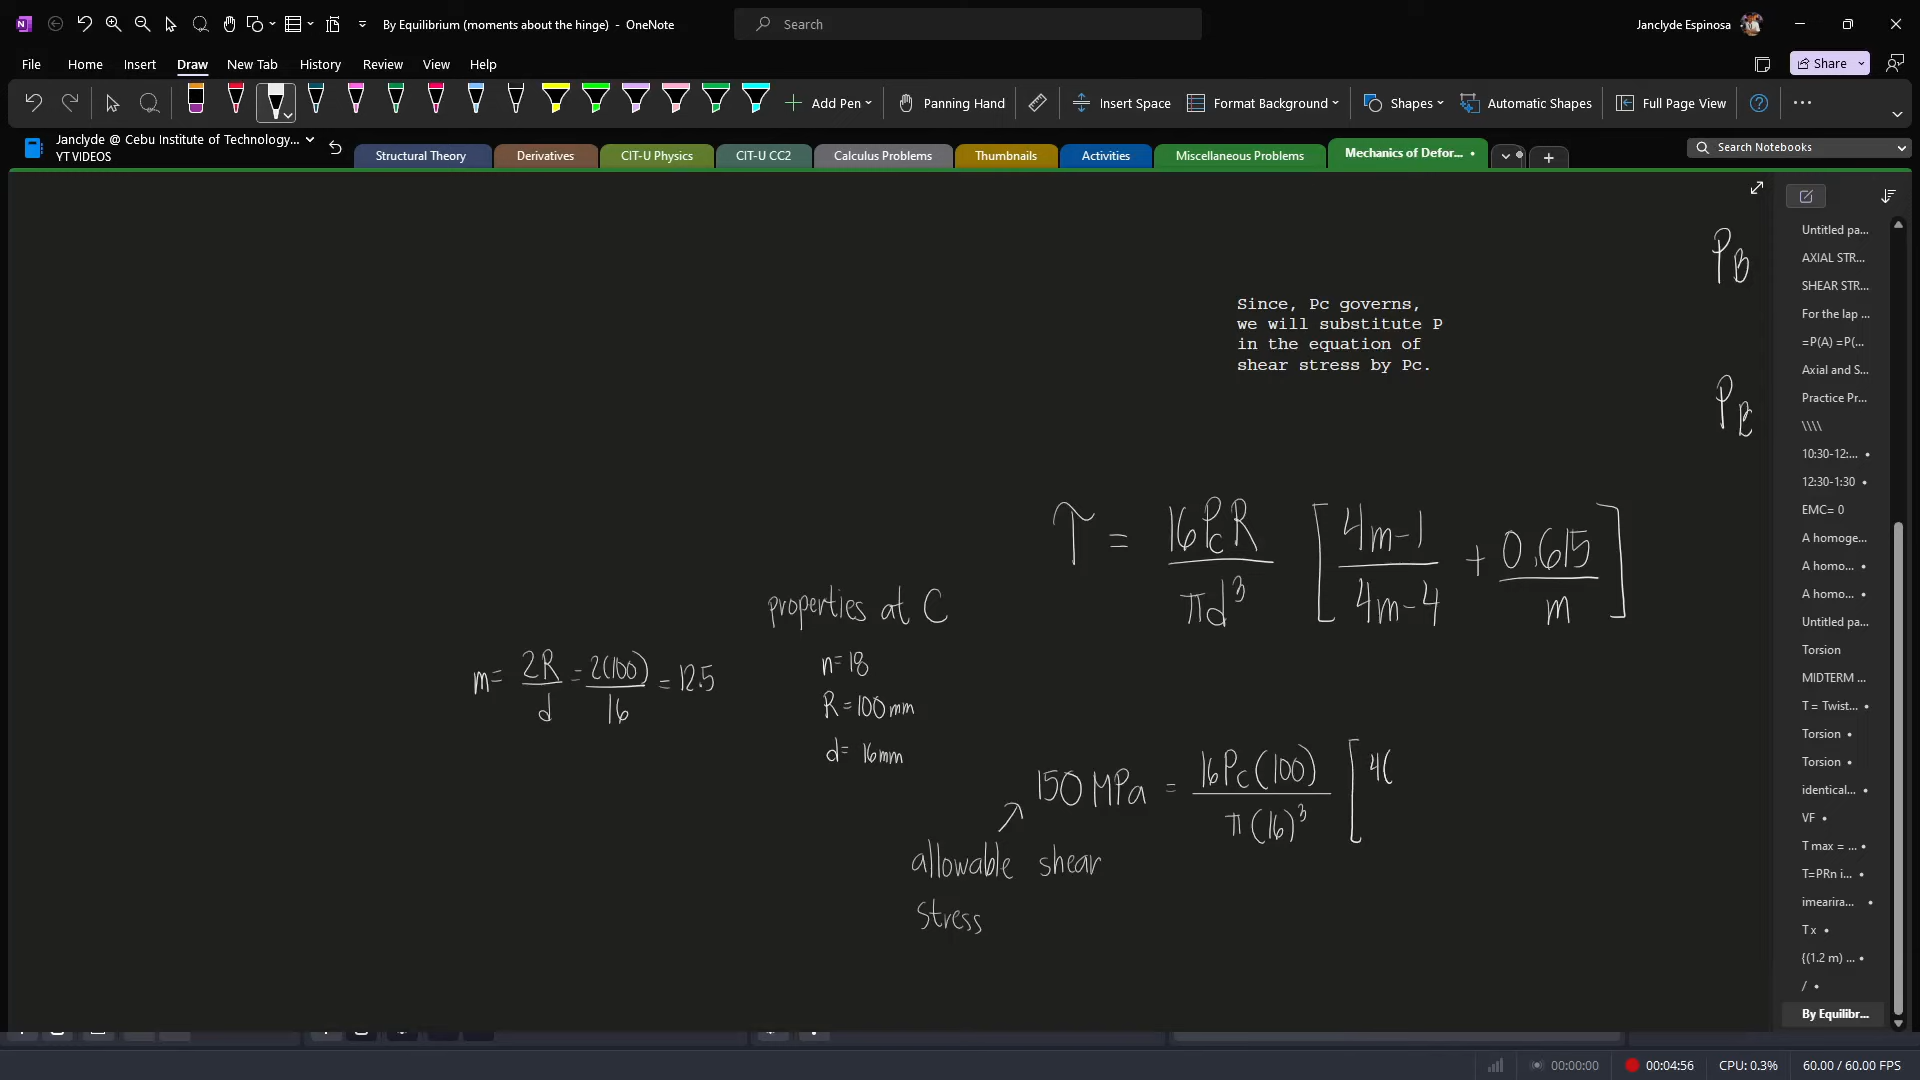 By Equilibrium (moments about the hinge) - OneNote
Search
Janclyde Espinosa
File Home Insert Draw New Tab History Review View Help
Share
Add Pen Panning Hand Insert Space Format Background Shapes Automatic Shapes Full Page View
Janclyde @ Cebu Institute of Technology...
YT VIDEOS
Structural Theory Derivatives CIT-U Physics CIT-U CC2 Calculus Problems Thumbnails Activities Miscellaneous Problems Mechanics of Defor...
Search Notebooks
P_B
Since, Pc governs,
we will substitute P
in the equation of
shear stress by Pc.
τ = 16P_cR / πd³ [ 4m-1 / 4m-4 + 0.615 / m ]
properties at C
n=18
R=100mm
d= 16mm
m= 2R / d = 2(100) / 16 = 12.5
150 MPa = 16P_c(100) / π(16)³ [ 4(
allowable shear
stress
Untitled pa...
AXIAL STR...
SHEAR STR...
For the lap ...
=P(A) =P(...
Axial and S...
Practice Pr...
\\\\
10:30-12:...
12:30-1:30
EMC= 0
A homoge...
A homo...
A homo...
Untitled pa...
Torsion
MIDTERM ...
T = Twist...
Torsion
Torsion
identical...
VF
T max = ...
T=PRn i...
imearira...
T x
{(1.2 m) ...
/
By Equilibr...
00:00:00 00:04:56 CPU: 0.3% 60.00 / 60.00 FPS